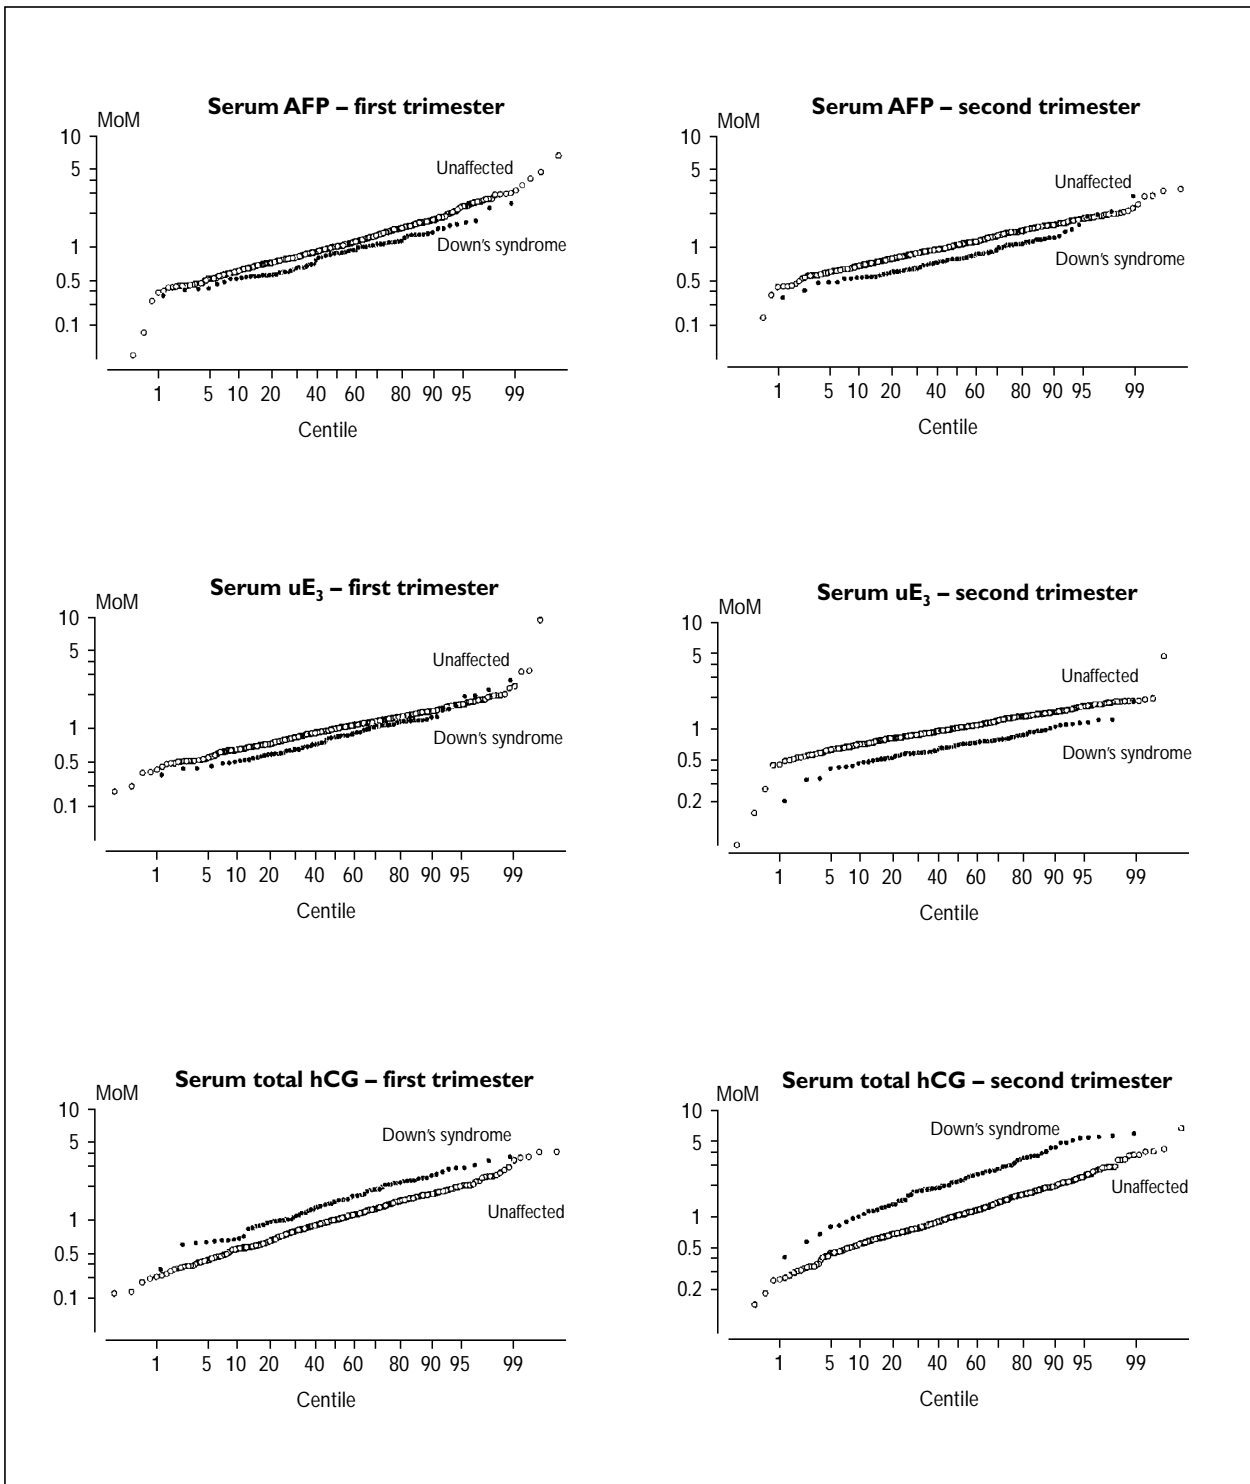 Serum AFP – first trimester
MoM
10
5
1
0.5
0.1
Unaffected
Down's syndrome
1 5 10 20 40 60 80 90 95 99
Centile
Serum AFP – second trimester
MoM
10
5
1
0.5
0.1
Unaffected
Down's syndrome
1 5 10 20 40 60 80 90 95 99
Centile
Serum uE3 – first trimester
MoM
10
5
1
0.5
0.1
Unaffected
Down's syndrome
1 5 10 20 40 60 80 90 95 99
Centile
Serum uE3 – second trimester
MoM
10
5
1
0.5
0.2
Unaffected
Down's syndrome
1 5 10 20 40 60 80 90 95 99
Centile
Serum total hCG – first trimester
MoM
10
5
1
0.5
0.1
Down's syndrome
Unaffected
1 5 10 20 40 60 80 90 95 99
Centile
Serum total hCG – second trimester
MoM
10
5
1
0.5
0.2
Down's syndrome
Unaffected
1 5 10 20 40 60 80 90 95 99
Centile